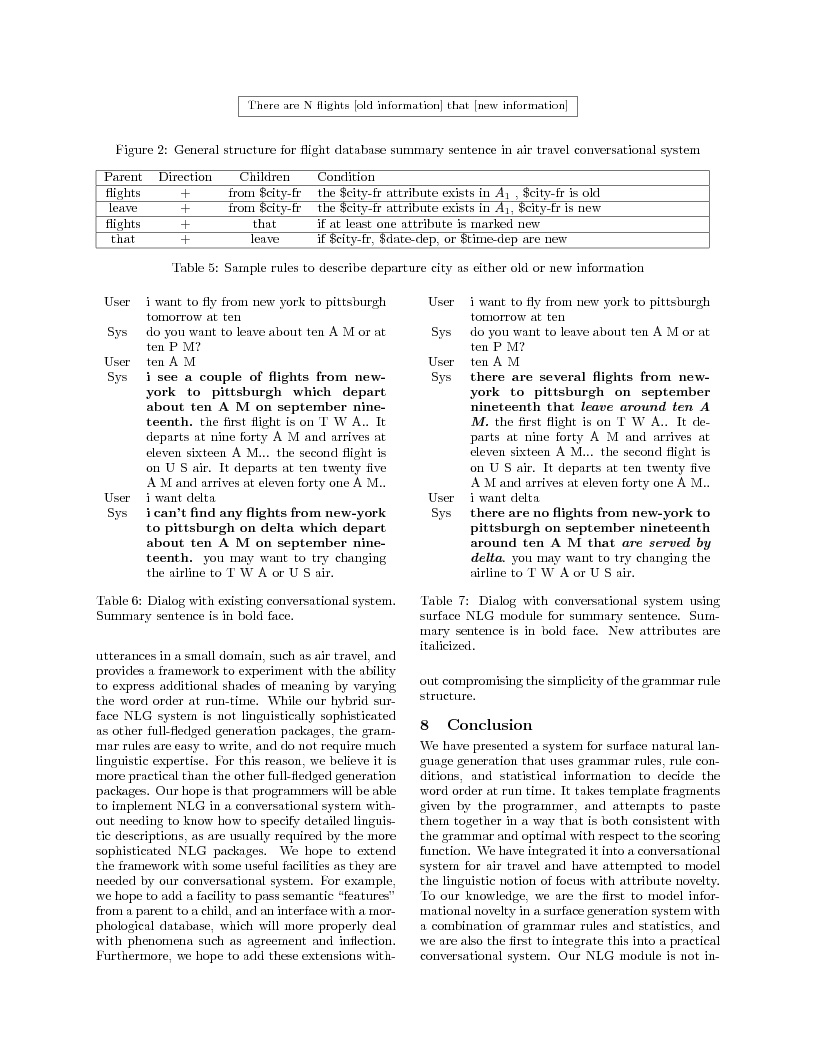 There are N flights [old information] that [new information]
Figure 2: General structure for flight database summary sentence in air travel conversational system
Parent Direction Children Condition
flights + from $city-fr the $city-fr attribute exists in A1 , $city-fr is old
leave + from $city-fr the $city-fr attribute exists in A1, $city-fr is new
flights + that if at least one attribute is marked new
that + leave if $city-fr, $date-dep, or $time-dep are new
Table 5: Sample rules to describe departure city as either old or new information
User i want to fly from new york to pittsburgh
tomorrow at ten
Sys do you want to leave about ten A M or at
ten P M?
User ten A M
Sys i see a couple of flights from new-
york to pittsburgh which depart
about ten A M on september nine-
teenth. the first flight is on T W A.. It
departs at nine forty A M and arrives at
eleven sixteen A M... the second flight is
on U S air. It departs at ten twenty five
A M and arrives at eleven forty one A M..
User i want delta
Sys i can't find any flights from new-york
to pittsburgh on delta which depart
about ten A M on september nine-
teenth. you may want to try changing
the airline to T W A or U S air.
Table 6: Dialog with existing conversational system.
Summary sentence is in bold face.
utterances in a small domain, such as air travel, and
provides a framework to experiment with the ability
to express additional shades of meaning by varying
the word order at run-time. While our hybrid sur-
face NLG system is not linguistically sophisticated
as other full-fledged generation packages, the gram-
mar rules are easy to write, and do not require much
linguistic expertise. For this reason, we believe it is
more practical than the other full-fledged generation
packages. Our hope is that programmers will be able
to implement NLG in a conversational system with-
out needing to know how to specify detailed linguis-
tic descriptions, as are usually required by the more
sophisticated NLG packages. We hope to extend
the framework with some useful facilities as they are
needed by our conversational system. For example,
we hope to add a facility to pass semantic “features”
from a parent to a child, and an interface with a mor-
phological database, which will more properly deal
with phenomena such as agreement and inflection.
Furthermore, we hope to add these extensions with-
User i want to fly from new york to pittsburgh
tomorrow at ten
Sys do you want to leave about ten A M or at
ten P M?
User ten A M
Sys there are several flights from new-
york to pittsburgh on september
nineteenth that leave around ten A
M. the first flight is on T W A.. It de-
parts at nine forty A M and arrives at
eleven sixteen A M... the second flight is
on U S air. It departs at ten twenty five
A M and arrives at eleven forty one A M..
User i want delta
Sys there are no flights from new-york to
pittsburgh on september nineteenth
around ten A M that are served by
delta. you may want to try changing the
airline to T W A or U S air.
Table 7: Dialog with conversational system using
surface NLG module for summary sentence. Sum-
mary sentence is in bold face. New attributes are
italicized.
out compromising the simplicity of the grammar rule
structure.
8 Conclusion
We have presented a system for surface natural lan-
guage generation that uses grammar rules, rule con-
ditions, and statistical information to decide the
word order at run time. It takes template fragments
given by the programmer, and attempts to paste
them together in a way that is both consistent with
the grammar and optimal with respect to the scoring
function. We have integrated it into a conversational
system for air travel and have attempted to model
the linguistic notion of focus with attribute novelty.
To our knowledge, we are the first to model infor-
mational novelty in a surface generation system with
a combination of grammar rules and statistics, and
we are also the first to integrate this into a practical
conversational system. Our NLG module is not in-